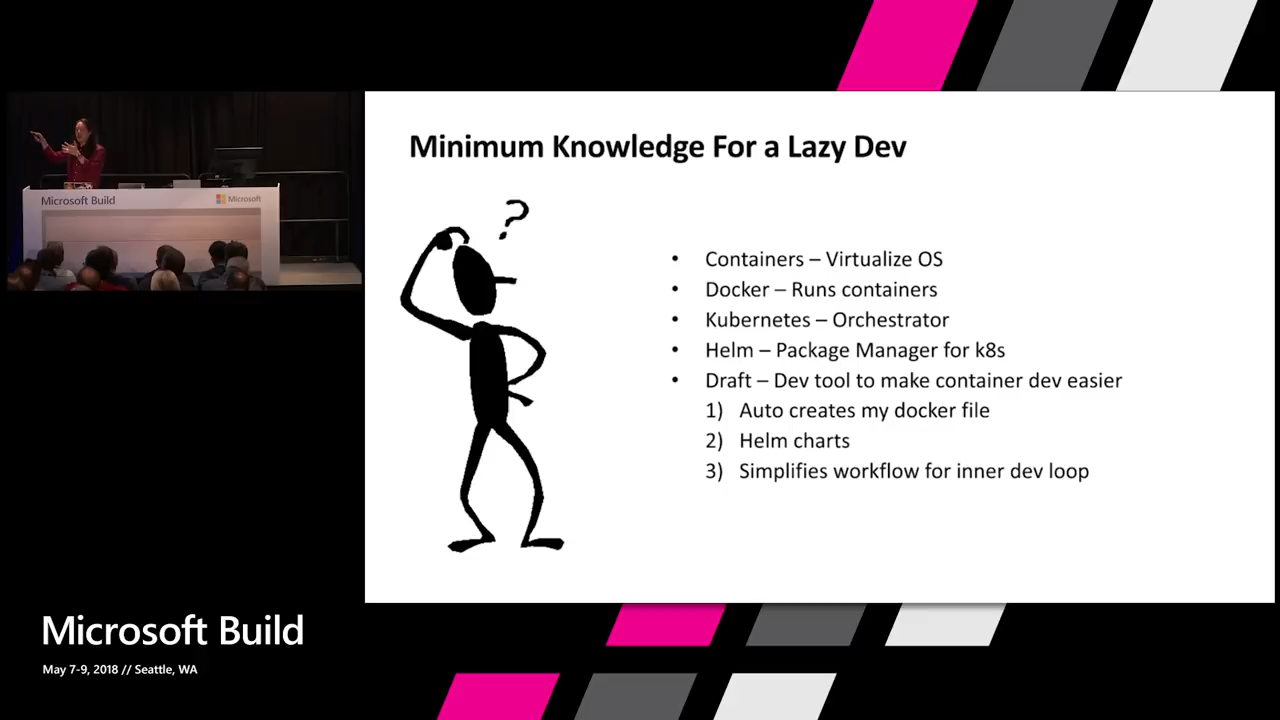 Microsoft Build
Microsoft
Minimum Knowledge For a Lazy Dev
?
• Containers – Virtualize OS
• Docker – Runs containers
• Kubernetes – Orchestrator
• Helm – Package Manager for k8s
• Draft – Dev tool to make container dev easier
1) Auto creates my docker file
2) Helm charts
3) Simplifies workflow for inner dev loop
Microsoft Build
May 7-9, 2018 // Seattle, WA